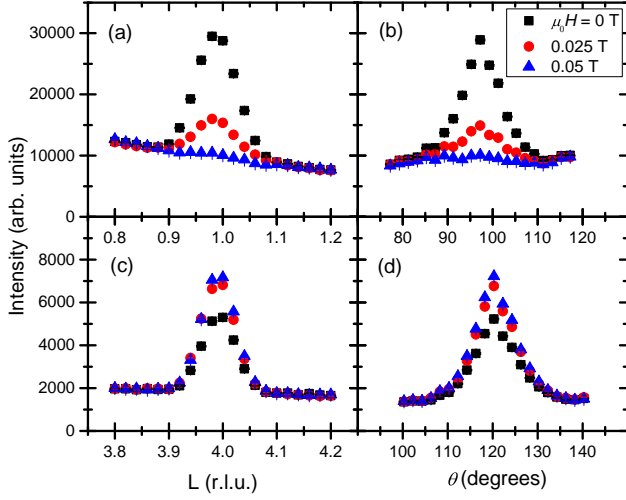 (a)
(b)
μ₀H = 0 T
0.025 T
0.05 T
30000
20000
10000
0
0.8 0.9 1.0 1.1 1.2
80 100 120 140
Intensity (arb. units)
(c)
(d)
8000
6000
4000
2000
0
3.8 3.9 4.0 4.1 4.2
100 110 120 130 140
L (r.l.u.)
θ (degrees)